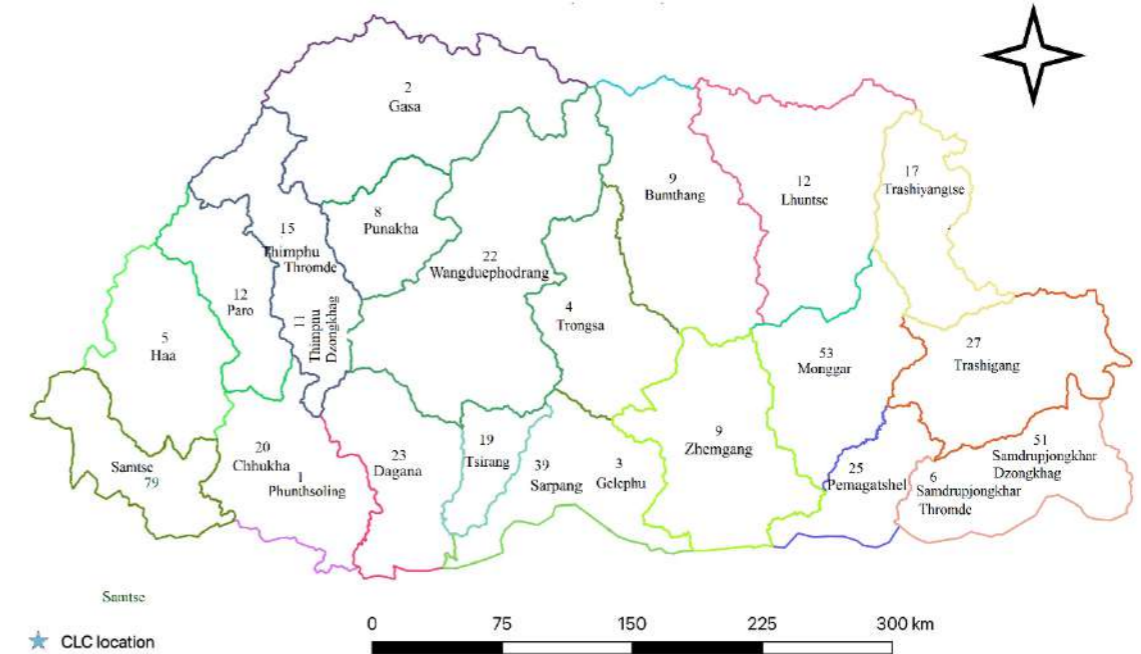 2
Gasa
9
Bumthang
12
Lhuntse
17
Trashiyangtse
8
Punakha
15
Thimphu
Thromde
22
Wangduephodrang
12
Paro
11
Thimphu
Dzongkhag
4
Trongsa
5
Haa
53
Monggar
27
Trashigang
20
Chhukha
1
Phunthsoling
23
Dagana
19
Tsirang
39
Sarpang
3
Gelephu
9
Zhemgang
25
Pemagatshel
51
Samdrupjongkhar
Dzongkhag
6
Samdrupjongkhar
Thromde
Samtse
79
Samtse
CLC location
0 75 150 225 300 km